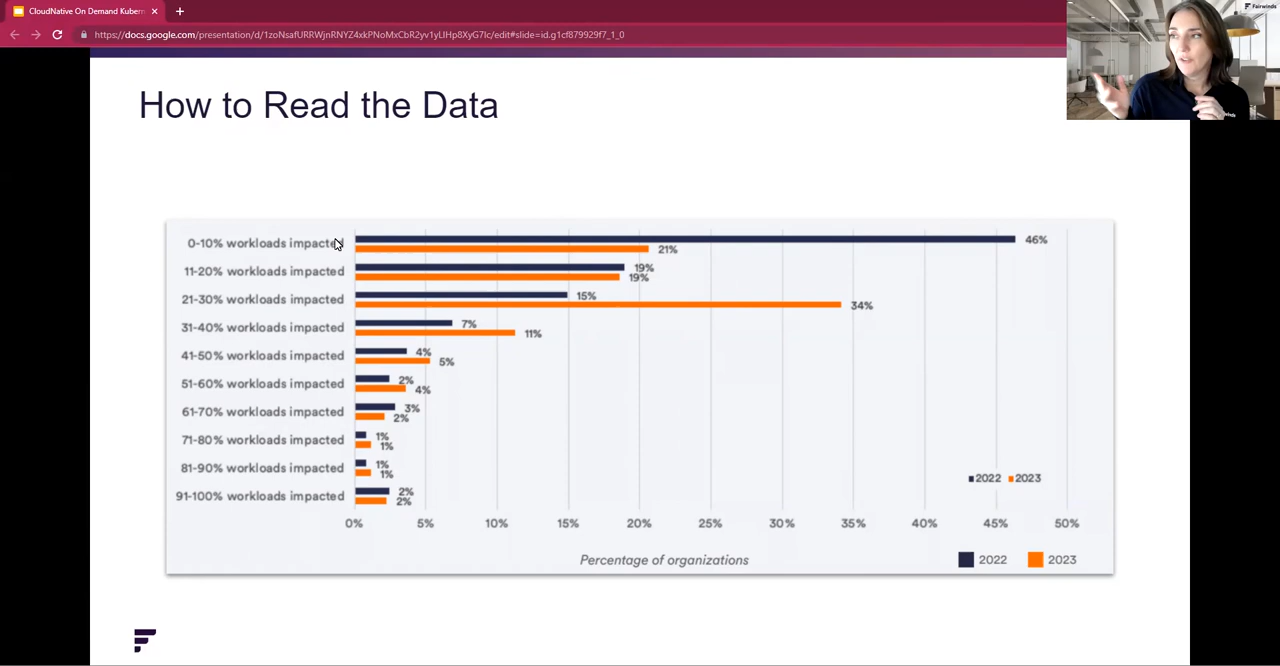 CloudNative On Demand Kubern
https://docs.google.com/presentation/d/1zoNsafURRWjnRNYZ4xkPNoMxCbR2yv1yLIHp8XyG7Ic/edit#slide=id.g1cf879929f7_1_0
Fairwinds
How to Read the Data
0-10% workloads impacted
46%
21%
11-20% workloads impacted
19%
19%
21-30% workloads impacted
15%
34%
31-40% workloads impacted
7%
11%
41-50% workloads impacted
4%
5%
51-60% workloads impacted
2%
4%
61-70% workloads impacted
3%
2%
71-80% workloads impacted
1%
1%
81-90% workloads impacted
1%
1%
91-100% workloads impacted
2%
2%
2022 2023
0% 5% 10% 15% 20% 25% 30% 35% 40% 45% 50%
Percentage of organizations
2022 2023